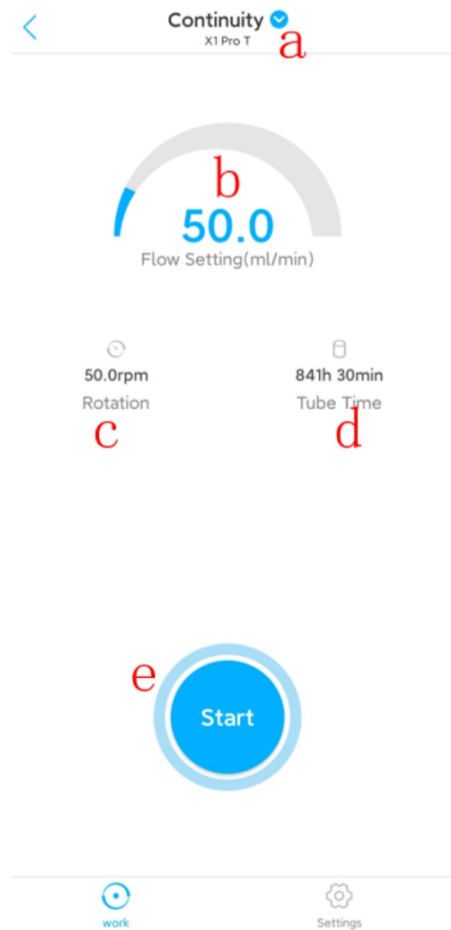 Continuity
X1 Pro T
a
b
50.0
Flow Setting(ml/min)
50.0rpm 841h 30min
Rotation Tube Time
c d
e
Start
work Settings